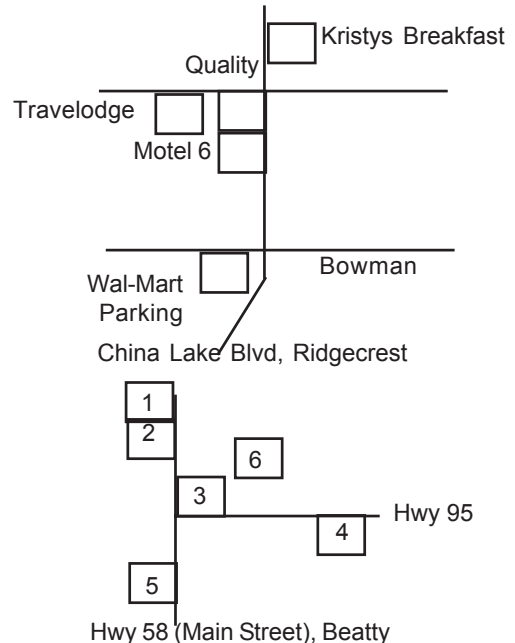 Kristys Breakfast
Quality
Travelodge
Motel 6
Bowman
Wal-Mart
Parking
China Lake Blvd, Ridgecrest
1
2
6
3
Hwy 95
4
5
Hwy 58 (Main Street), Beatty